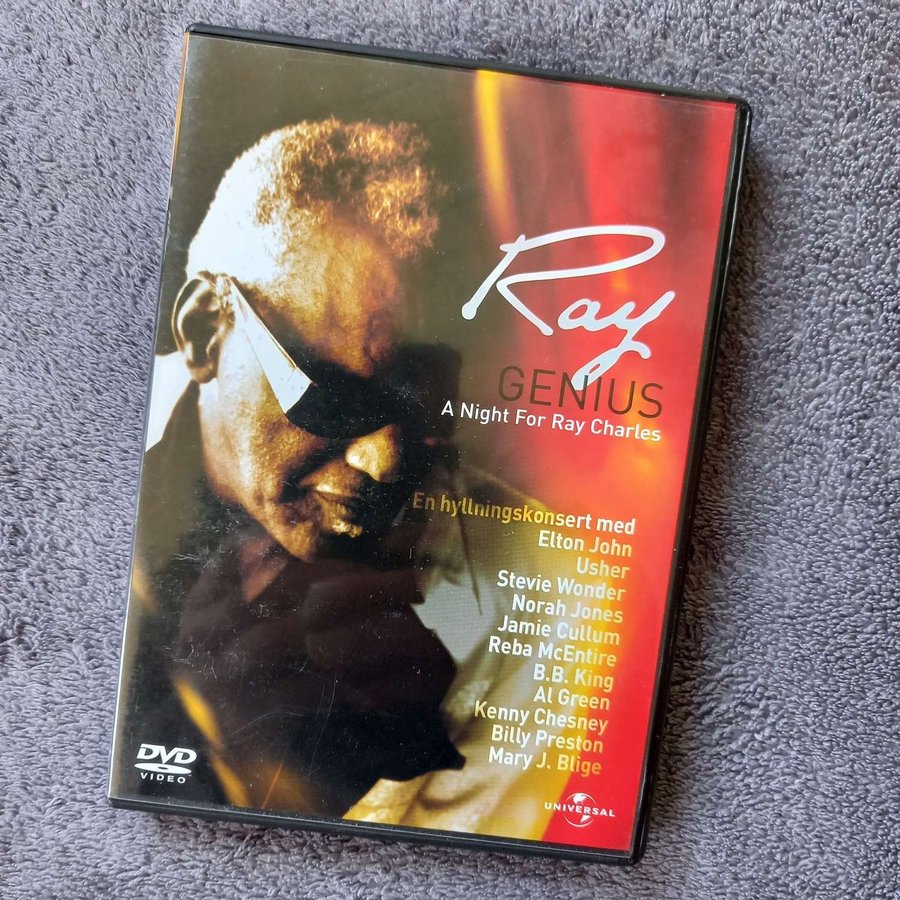 Ray
GENIUS
A Night For Ray Charles
En hyllningskonsert med
Elton John
Usher
Stevie Wonder
Norah Jones
Jamie Cullum
Reba McEntire
B.B. King
Al Green
Kenny Chesney
Billy Preston
Mary J. Blige
DVD
VIDEO
UNIVERSAL